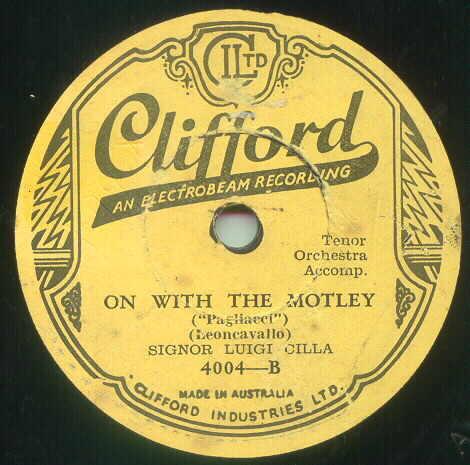 C I LTD
Clifford
AN ELECTROBEAM RECORDING
Tenor
Orchestra
Accomp.
ON WITH THE MOTLEY
("Pagliacci")
(Leoncavallo)
SIGNOR LUIGI CILLA
4004—B
MADE IN AUSTRALIA
CLIFFORD INDUSTRIES LTD.